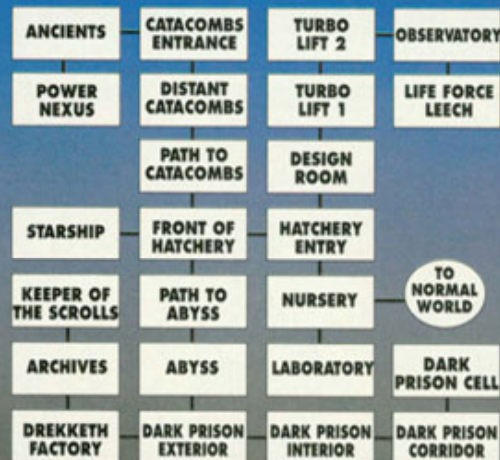 ANCIENTS
CATACOMBS
ENTRANCE
TURBO
LIFT 2
OBSERVATORY
POWER
NEXUS
DISTANT
CATACOMBS
TURBO
LIFT 1
LIFE FORCE
LEECH
PATH TO
CATACOMBS
DESIGN
ROOM
STARSHIP
FRONT OF
HATCHERY
HATCHERY
ENTRY
KEEPER OF
THE SCROLLS
PATH TO
ABYSS
NURSERY
TO
NORMAL
WORLD
ARCHIVES
ABYSS
LABORATORY
DARK
PRISON CELL
DREKKETH
FACTORY
DARK PRISON
EXTERIOR
DARK PRISON
INTERIOR
DARK PRISON
CORRIDOR